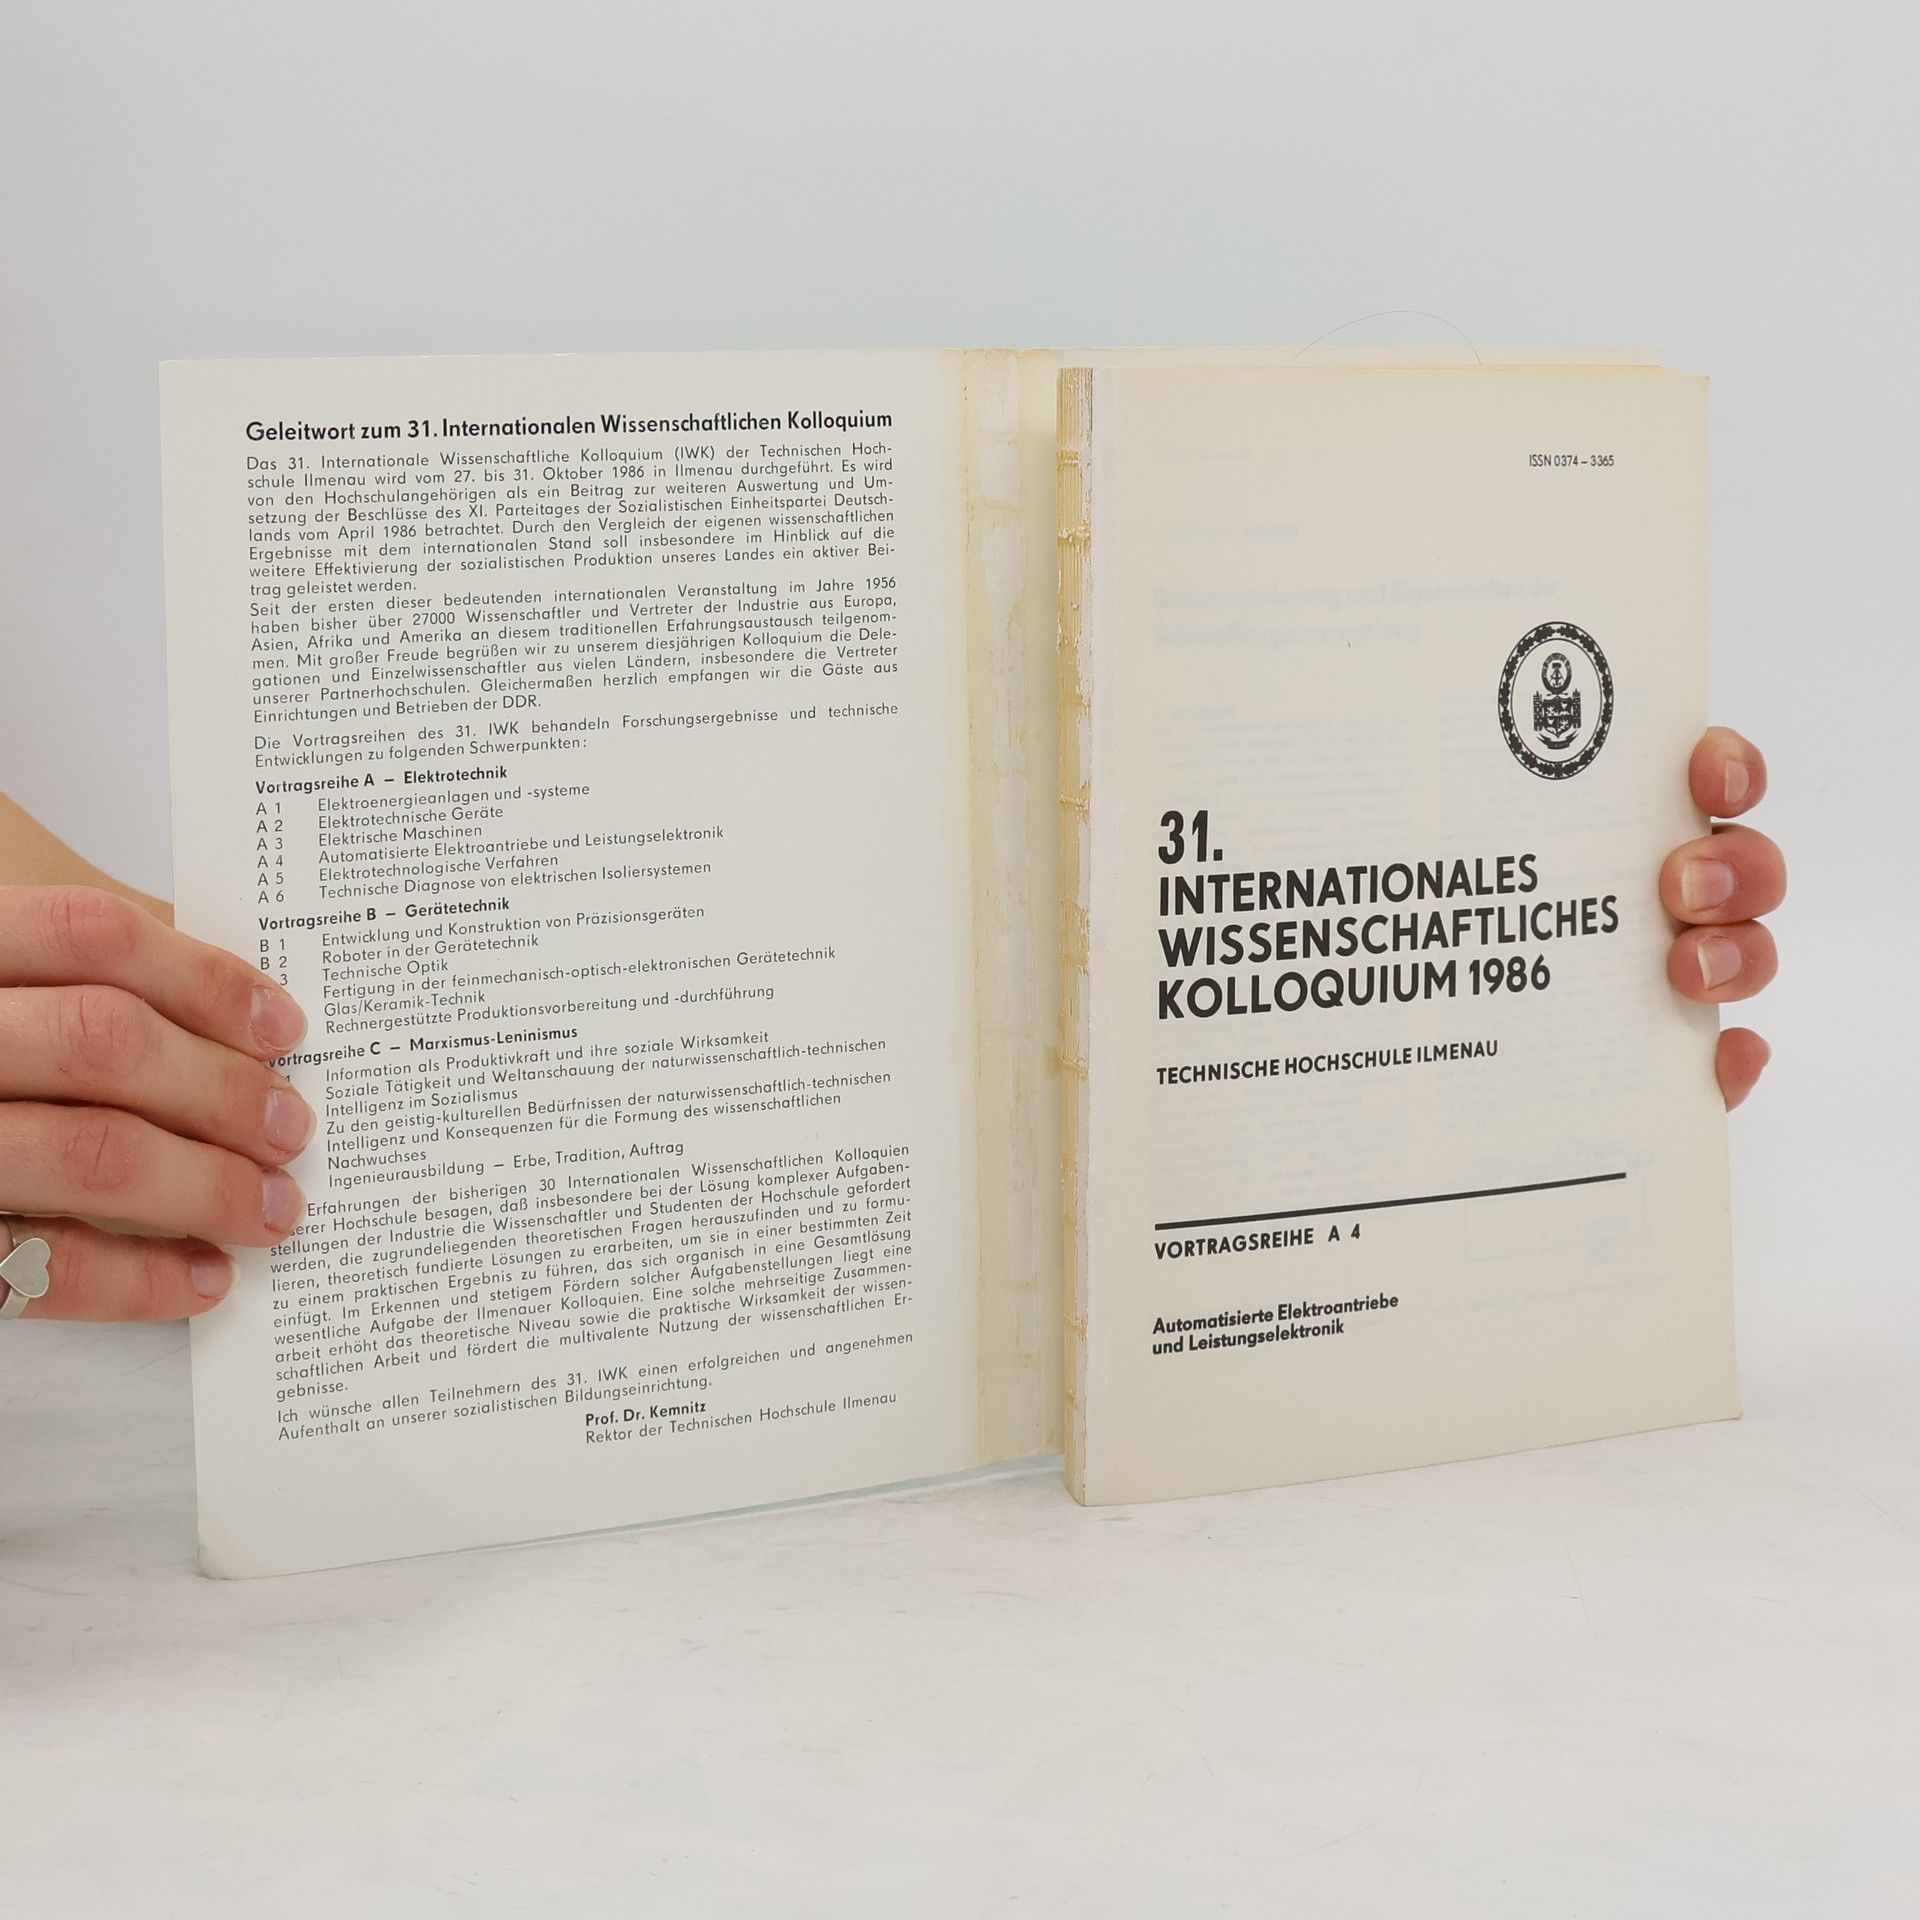 Geleitwort zum 31. Internationalen Wissenschaftlichen Kolloquium
Das 31. Internationale Wissenschaftliche Kolloquium (IWK) der Technischen Hoch-
schule Ilmenau wird vom 27. bis 31. Oktober 1986 in Ilmenau durchgeführt. Es wird
von den Hochschulangehörigen als ein Beitrag zur weiteren Auswertung und Um-
setzung der Beschlüsse des XI. Parteitages der Sozialistischen Einheitspartei Deutsch-
lands vom April 1986 betrachtet. Durch den Vergleich der eigenen wissenschaftlichen
Ergebnisse mit dem internationalen Stand soll insbesondere im Hinblick auf die
weitere Effektivierung der sozialistischen Produktion unseres Landes ein aktiver Bei-
trag geleistet werden.
Seit der ersten dieser bedeutenden internationalen Veranstaltung im Jahre 1956
haben bisher über 27000 Wissenschaftler und Vertreter der Industrie aus Europa,
Asien, Afrika und Amerika an diesem traditionellen Erfahrungsaustausch teilgenom-
men. Mit großer Freude begrüßen wir zu unserem diesjährigen Kolloquium die Dele-
gationen und Einzelwissenschaftler aus vielen Ländern, insbesondere die Vertreter
unserer Partnerhochschulen. Gleichermaßen herzlich empfangen wir die Gäste aus
Einrichtungen und Betrieben der DDR.
Die Vortragsreihen des 31. IWK behandeln Forschungsergebnisse und technische
Entwicklungen zu folgenden Schwerpunkten:
Vortragsreihe A – Elektrotechnik
A 1 Elektroenergieanlagen und -systeme
A 2 Elektrotechnische Geräte
A 3 Elektrische Maschinen
A 4 Automatisierte Elektroantriebe und Leistungselektronik
A 5 Elektrotechnologische Verfahren
A 6 Technische Diagnose von elektrischen Isoliersystemen
Vortragsreihe B – Gerätetechnik
B 1 Entwicklung und Konstruktion von Präzisionsgeräten
B 2 Roboter in der Gerätetechnik
3 Technische Optik
Fertigung in der feinmechanisch-optisch-elektronischen Gerätetechnik
Glas/Keramik-Technik
Rechnergestützte Produktionsvorbereitung und -durchführung
Vortragsreihe C – Marxismus-Leninismus
Information als Produktivkraft und ihre soziale Wirksamkeit
Soziale Tätigkeit und Weltanschauung der naturwissenschaftlich-technischen
Intelligenz im Sozialismus
Zu den geistig-kulturellen Bedürfnissen der naturwissenschaftlich-technischen
Intelligenz und Konsequenzen für die Formung des wissenschaftlichen
Nachwuchses
Ingenieurausbildung – Erbe, Tradition, Auftrag
Erfahrungen der bisherigen 30 Internationalen Wissenschaftlichen Kolloquien
serer Hochschule besagen, daß insbesondere bei der Lösung komplexer Aufgaben-
stellungen der Industrie die Wissenschaftler und Studenten der Hochschule gefordert
werden, die zugrundeliegenden theoretischen Fragen herauszufinden und zu formu-
lieren, theoretisch fundierte Lösungen zu erarbeiten, um sie in einer bestimmten Zeit
zu einem praktischen Ergebnis zu führen, das sich organisch in eine Gesamtlösung
einfügt. Im Erkennen und stetigem Fördern solcher Aufgabenstellungen liegt eine
wesentliche Aufgabe der Ilmenauer Kolloquien. Eine solche mehrseitige Zusammen-
arbeit erhöht das theoretische Niveau sowie die praktische Wirksamkeit der wissen-
schaftlichen Arbeit und fördert die multivalente Nutzung der wissenschaftlichen Er-
gebnisse.
Ich wünsche allen Teilnehmern des 31. IWK einen erfolgreichen und angenehmen
Aufenthalt an unserer sozialistischen Bildungseinrichtung.
Prof. Dr. Kemnitz
Rektor der Technischen Hochschule Ilmenau
ISSN 0374 – 3365
31.
INTERNATIONALES
WISSENSCHAFTLICHES
KOLLOQUIUM 1986
TECHNISCHE HOCHSCHULE ILMENAU
VORTRAGSREIHE A 4
Automatisierte Elektroantriebe
und Leistungselektronik